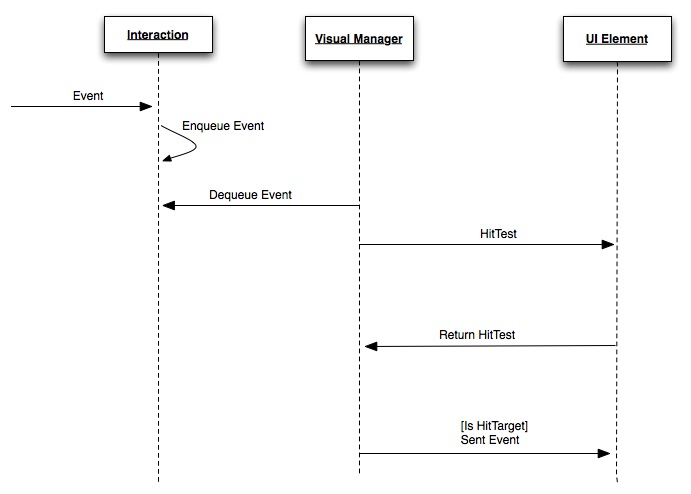 Interaction
Visual Manager
UI Element
Event
Enqueue Event
Dequeue Event
HitTest
Return HitTest
[Is HitTarget]
Sent Event